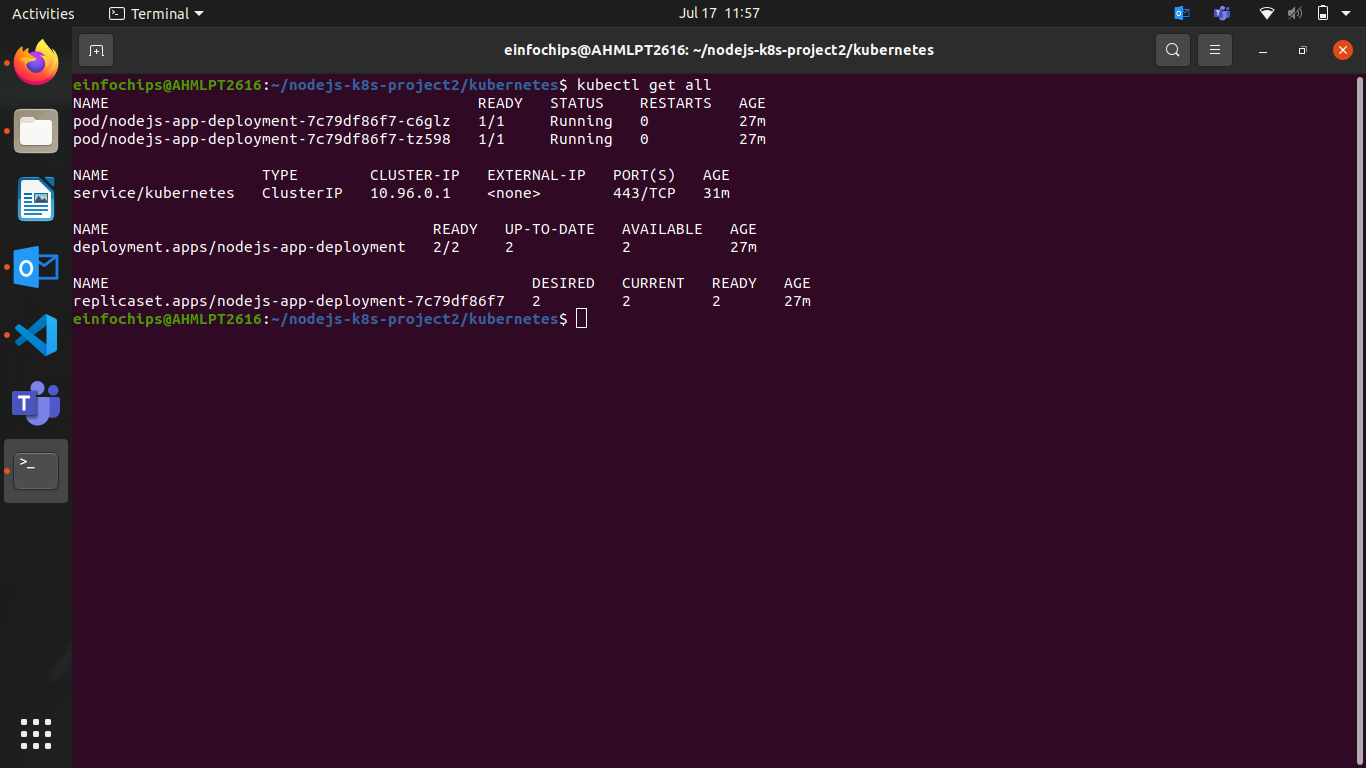 Activities Terminal Jul 17 11:57
einfochips@AHMLPT2616: ~/nodejs-k8s-project2/kubernetes
einfochips@AHMLPT2616:~/nodejs-k8s-project2/kubernetes$ kubectl get all
NAME READY STATUS RESTARTS AGE
pod/nodejs-app-deployment-7c79df86f7-c6glz 1/1 Running 0 27m
pod/nodejs-app-deployment-7c79df86f7-tz598 1/1 Running 0 27m
NAME TYPE CLUSTER-IP EXTERNAL-IP PORT(S) AGE
service/kubernetes ClusterIP 10.96.0.1 <none> 443/TCP 31m
NAME READY UP-TO-DATE AVAILABLE AGE
deployment.apps/nodejs-app-deployment 2/2 2 2 27m
NAME DESIRED CURRENT READY AGE
replicaset.apps/nodejs-app-deployment-7c79df86f7 2 2 2 27m
einfochips@AHMLPT2616:~/nodejs-k8s-project2/kubernetes$